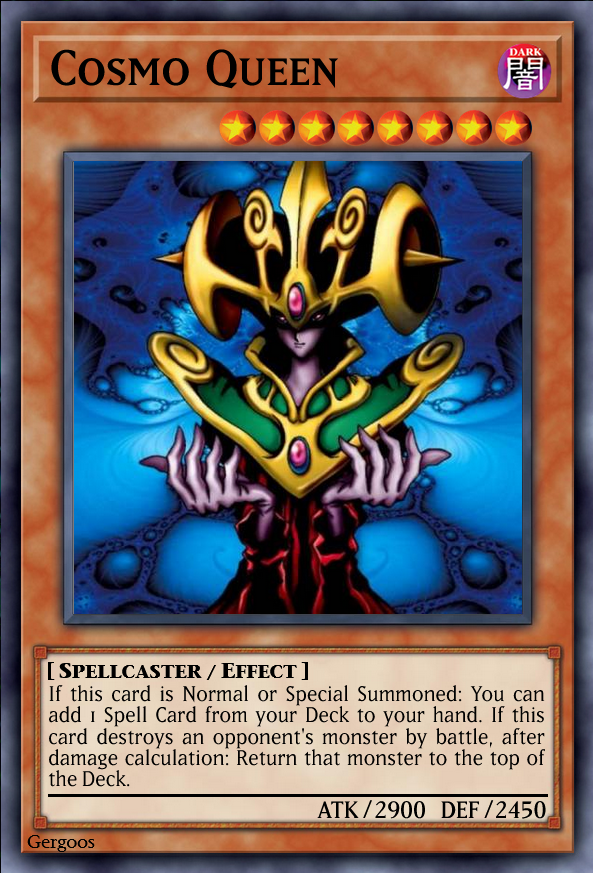 Cosmo Queen
DARK
闇
[ Spellcaster / Effect ]
If this card is Normal or Special Summoned: You can
add 1 Spell Card from your Deck to your hand. If this
card destroys an opponent's monster by battle, after
damage calculation: Return that monster to the top of
the Deck.
ATK/2900 DEF/2450
Gergoos